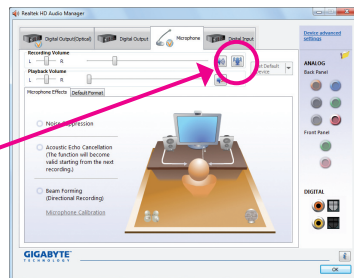 Realtek HD Audio Manager
Digital Output(Optical)
Digital Output
Microphone
Digital Input
Device advanced
settings
Recording Volume
L
R
Set Default
Device
Playback Volume
L
R
ANALOG
Back Panel
Microphone Effects
Default Format
Noise Suppression
Acoustic Echo Cancellation
(The function will become
valid starting from the next
recording.)
Beam Forming
(Directional Recording)
Microphone Calibration
Front Panel
DIGITAL
GIGABYTE
TECHNOLOGY
OK